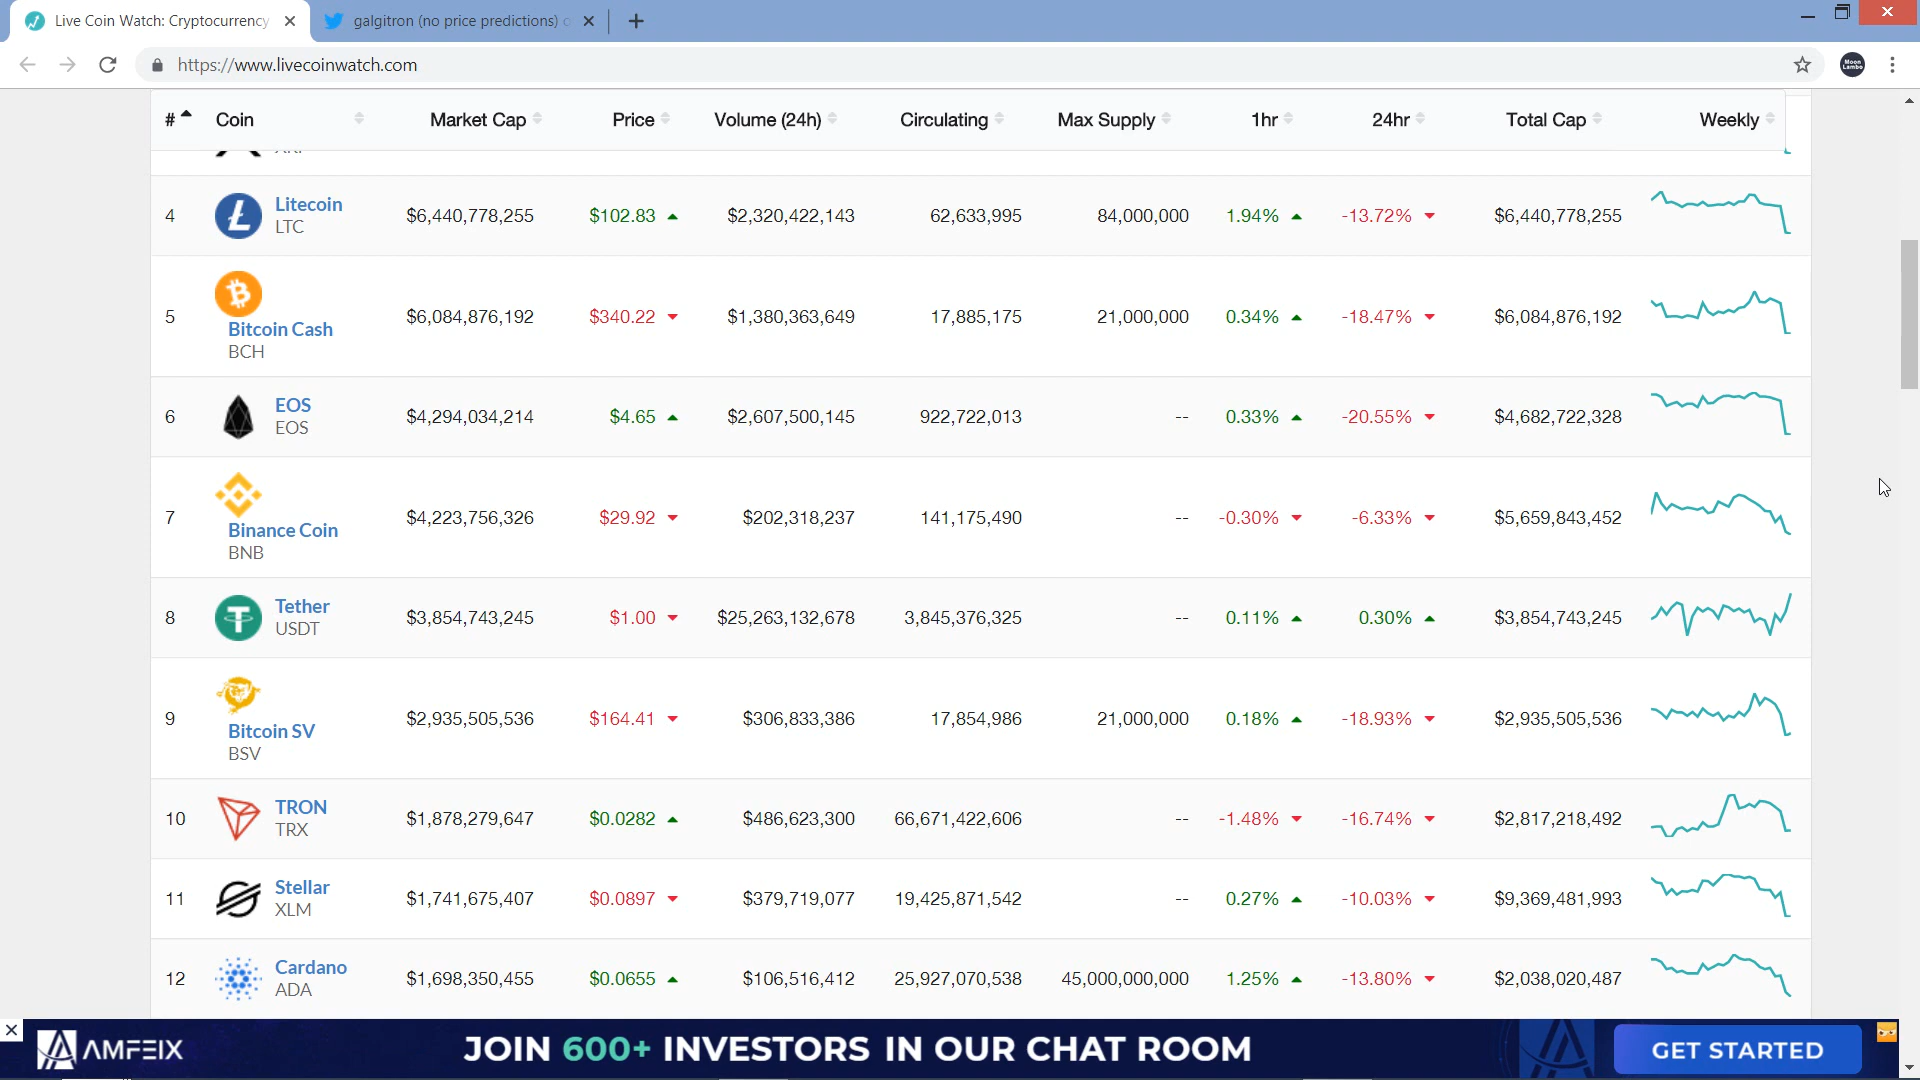 Live Coin Watch: Cryptocurrency
galgitron (no price predictions)
https://www.livecoinwatch.com
Moon Lambo
# Coin Market Cap Price Volume (24h) Circulating Max Supply 1hr 24hr Total Cap Weekly
4 Litecoin LTC $6,440,778,255 $102.83 $2,320,422,143 62,633,995 84,000,000 1.94% -13.72% $6,440,778,255
5 Bitcoin Cash BCH $6,084,876,192 $340.22 $1,380,363,649 17,885,175 21,000,000 0.34% -18.47% $6,084,876,192
6 EOS EOS $4,294,034,214 $4.65 $2,607,500,145 922,722,013 -- 0.33% -20.55% $4,682,722,328
7 Binance Coin BNB $4,223,756,326 $29.92 $202,318,237 141,175,490 -- -0.30% -6.33% $5,659,843,452
8 Tether USDT $3,854,743,245 $1.00 $25,263,132,678 3,845,376,325 -- 0.11% 0.30% $3,854,743,245
9 Bitcoin SV BSV $2,935,505,536 $164.41 $306,833,386 17,854,986 21,000,000 0.18% -18.93% $2,935,505,536
10 TRON TRX $1,878,279,647 $0.0282 $486,623,300 66,671,422,606 -- -1.48% -16.74% $2,817,218,492
11 Stellar XLM $1,741,675,407 $0.0897 $379,719,077 19,425,871,542 -- 0.27% -10.03% $9,369,481,993
12 Cardano ADA $1,698,350,455 $0.0655 $106,516,412 25,927,070,538 45,000,000,000 1.25% -13.80% $2,038,020,487
AMFEIX JOIN 600+ INVESTORS IN OUR CHAT ROOM GET STARTED